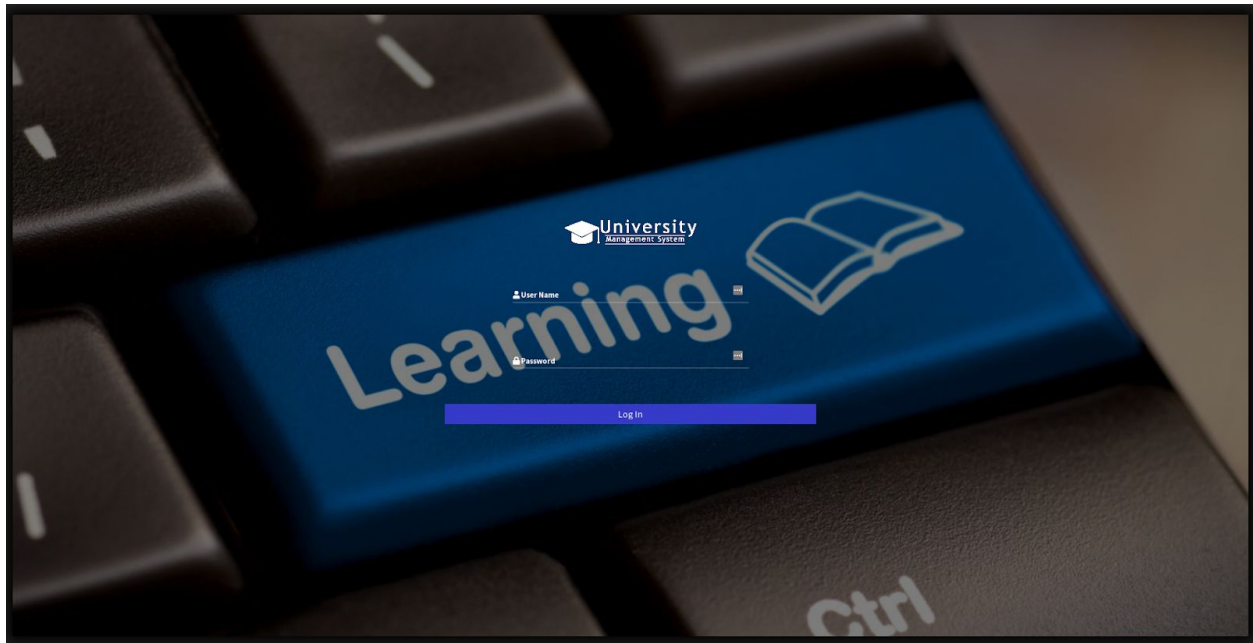 University
Management System
User Name
Learning
Password
Log In
Ctrl